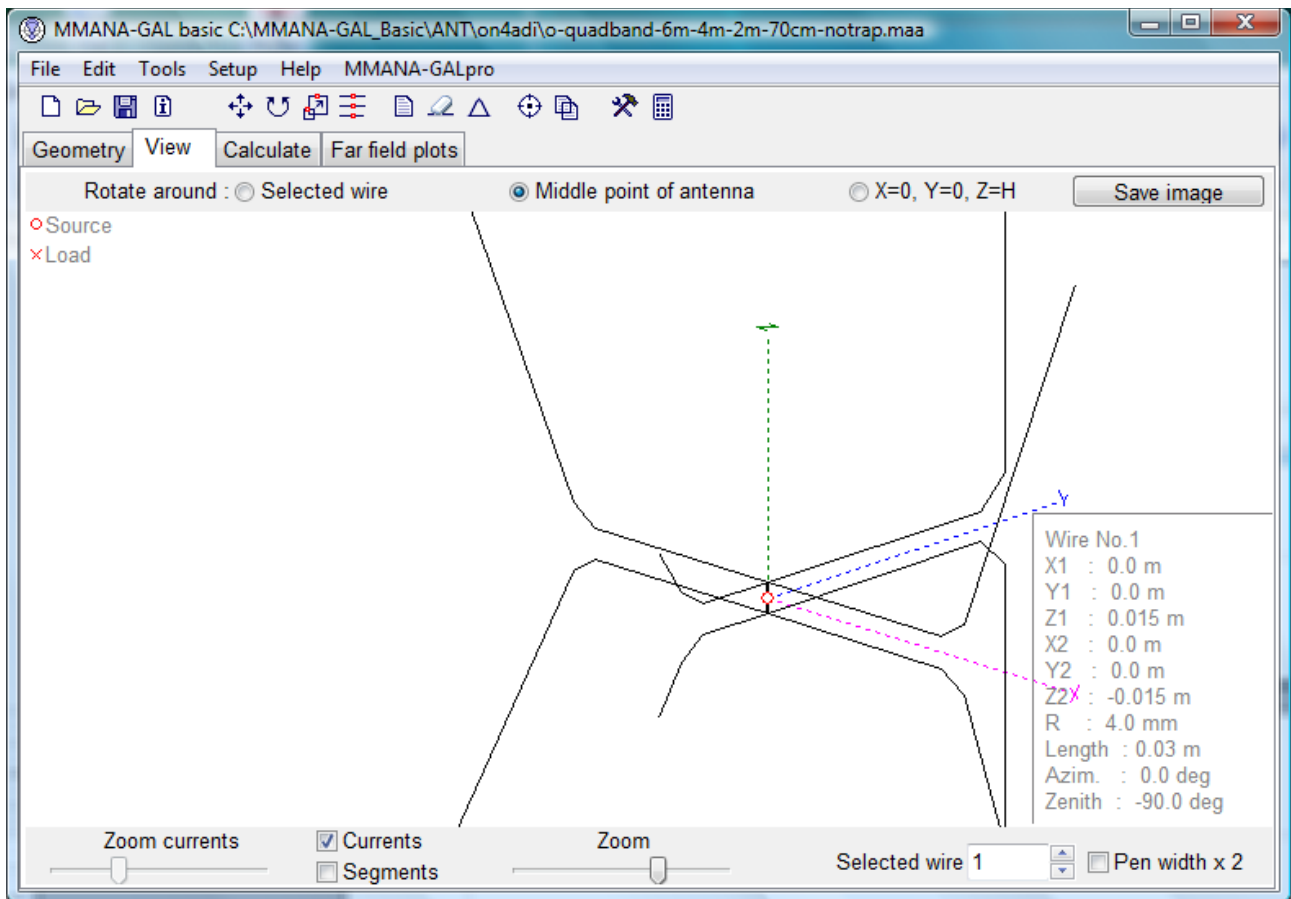 MMANA-GAL basic C:\MMANA-GAL_Basic\ANT\on4adi\o-quadband-6m-4m-2m-70cm-notrap.maa
File Edit Tools Setup Help MMANA-GALpro
Geometry View Calculate Far field plots
Rotate around : Selected wire Middle point of antenna X=0, Y=0, Z=H Save image
Source
Load
Y
Wire No.1
X1 : 0.0 m
Y1 : 0.0 m
Z1 : 0.015 m
X2 : 0.0 m
Y2 : 0.0 m
Z2 : -0.015 m
X
R : 4.0 mm
Length : 0.03 m
Azim. : 0.0 deg
Zenith : -90.0 deg
Zoom currents Currents Zoom
Segments
Selected wire 1 Pen width x 2